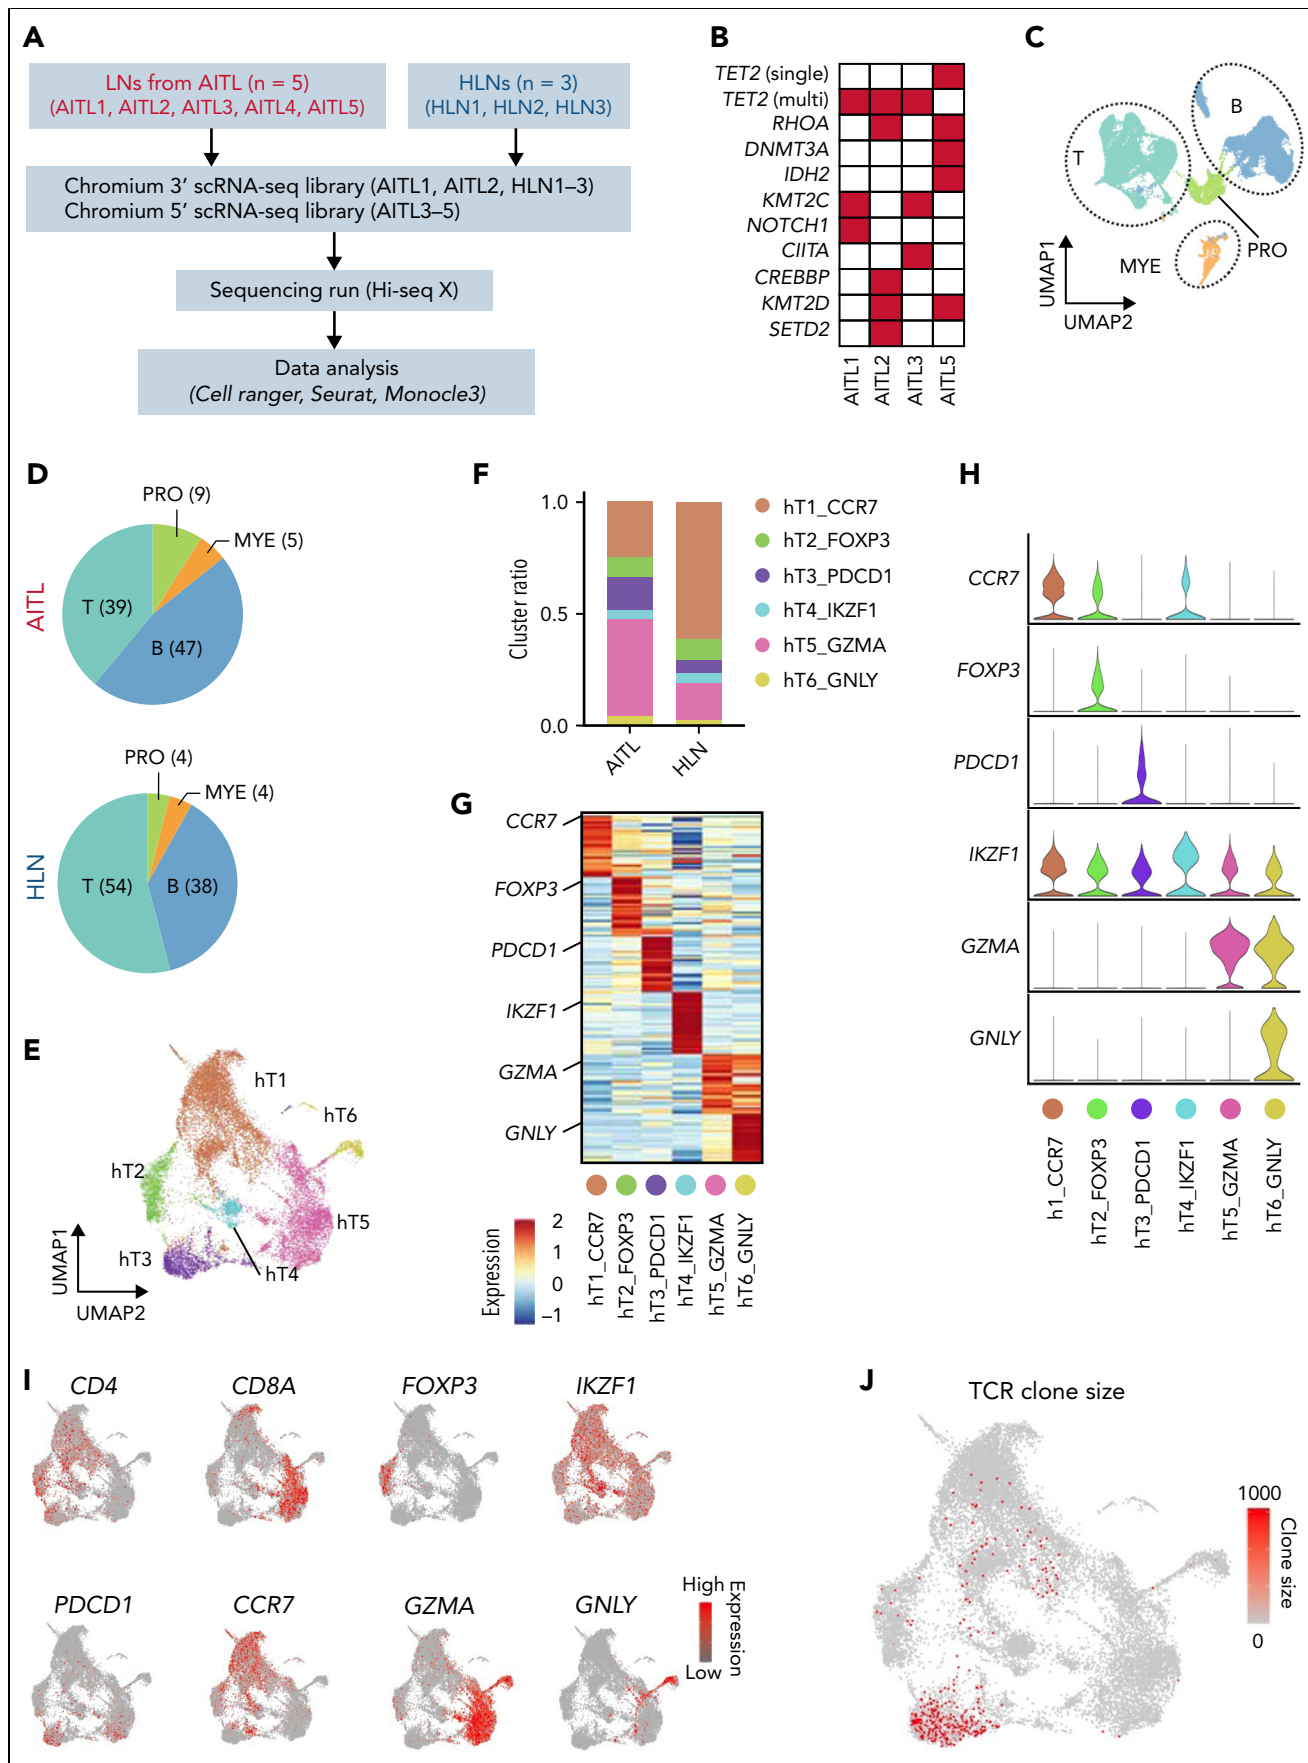 A
LNs from AITL (n = 5)
(AITL1, AITL2, AITL3, AITL4, AITL5)
HLNs (n = 3)
(HLN1, HLN2, HLN3)
Chromium 3′ scRNA-seq library (AITL1, AITL2, HLN1–3)
Chromium 5′ scRNA-seq library (AITL3–5)
Sequencing run (Hi-seq X)
Data analysis
(Cell ranger, Seurat, Monocle3)
B
TET2 (single)
TET2 (multi)
RHOA
DNMT3A
IDH2
KMT2C
NOTCH1
CIITA
CREBBP
KMT2D
SETD2
AITL1
AITL2
AITL3
AITL5
C
T
B
MYE
PRO
UMAP1
UMAP2
D
AITL
PRO (9)
MYE (5)
T (39)
B (47)
HLN
PRO (4)
MYE (4)
T (54)
B (38)
E
hT1
hT6
hT2
hT5
hT3
hT4
UMAP1
UMAP2
F
Cluster ratio
1.0
0.5
0.0
AITL
HLN
hT1_CCR7
hT2_FOXP3
hT3_PDCD1
hT4_IKZF1
hT5_GZMA
hT6_GNLY
G
CCR7
FOXP3
PDCD1
IKZF1
GZMA
GNLY
Expression
2
1
0
–1
hT1_CCR7
hT2_FOXP3
hT3_PDCD1
hT4_IKZF1
hT5_GZMA
hT6_GNLY
H
CCR7
FOXP3
PDCD1
IKZF1
GZMA
GNLY
h1_CCR7
hT2_FOXP3
hT3_PDCD1
hT4_IKZF1
hT5_GZMA
hT6_GNLY
I
CD4
CD8A
FOXP3
IKZF1
PDCD1
CCR7
GZMA
GNLY
High
Low
Expression
J
TCR clone size
1000
0
Clone size